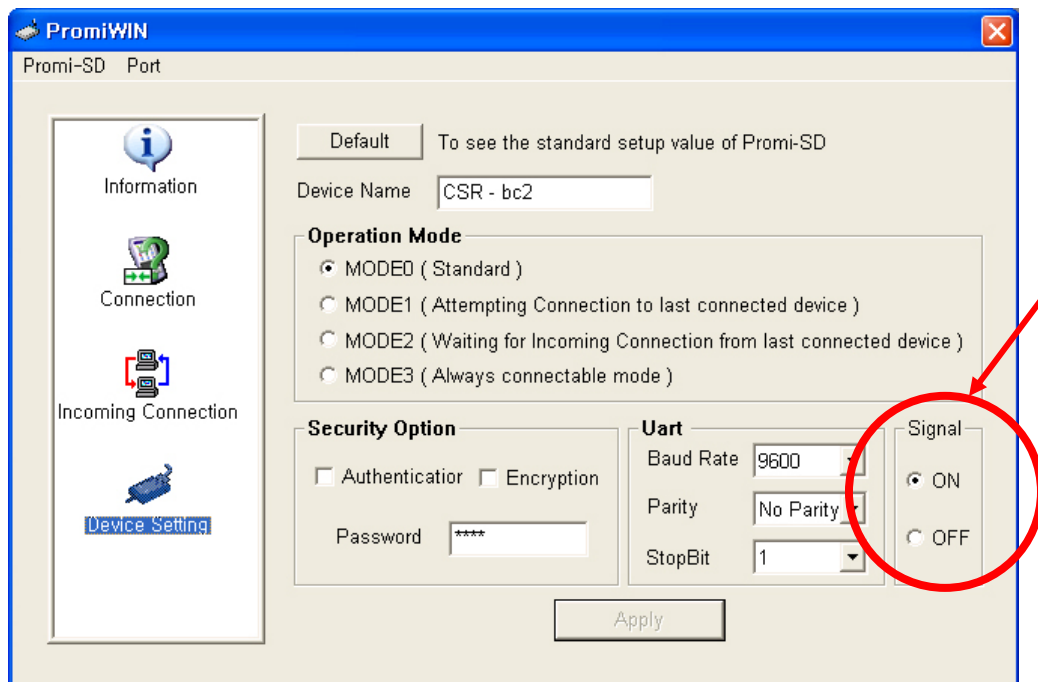 PromiWIN
Promi-SD Port
Information
Connection
Incoming Connection
Device Setting
Default To see the standard setup value of Promi-SD
Device Name CSR - bc2
Operation Mode
MODE0 ( Standard )
MODE1 ( Attempting Connection to last connected device )
MODE2 ( Waiting for Incoming Connection from last connected device )
MODE3 ( Always connectable mode )
Security Option
Authenticatior Encryption
Password ****
Uart
Baud Rate 9600
Parity No Parity
StopBit 1
Signal
ON
OFF
Apply